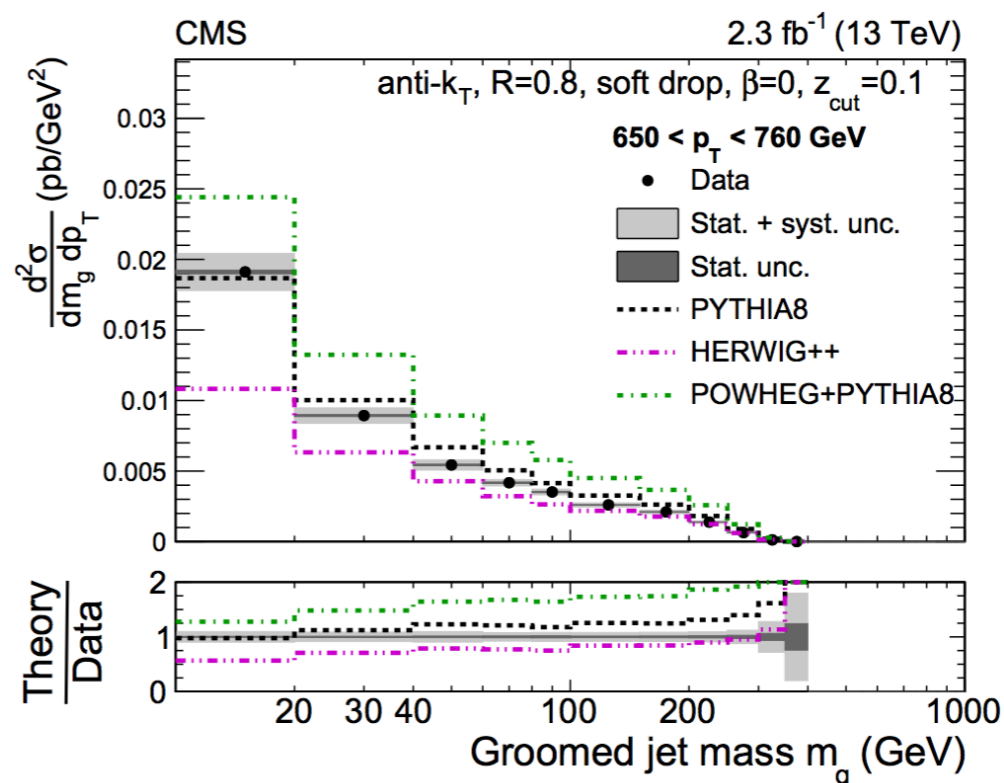 CMS 2.3 fb⁻¹ (13 TeV)
anti-k_T, R=0.8, soft drop, β=0, z_cut=0.1
650 < p_T < 760 GeV
Data
Stat. + syst. unc.
Stat. unc.
PYTHIA8
HERWIG++
POWHEG+PYTHIA8
d²σ
dm_g dp_T
(pb/GeV²)
0.03
0.025
0.02
0.015
0.01
0.005
0
Theory
Data
2
1
0
20 30 40 100 200 1000
Groomed jet mass m_g (GeV)